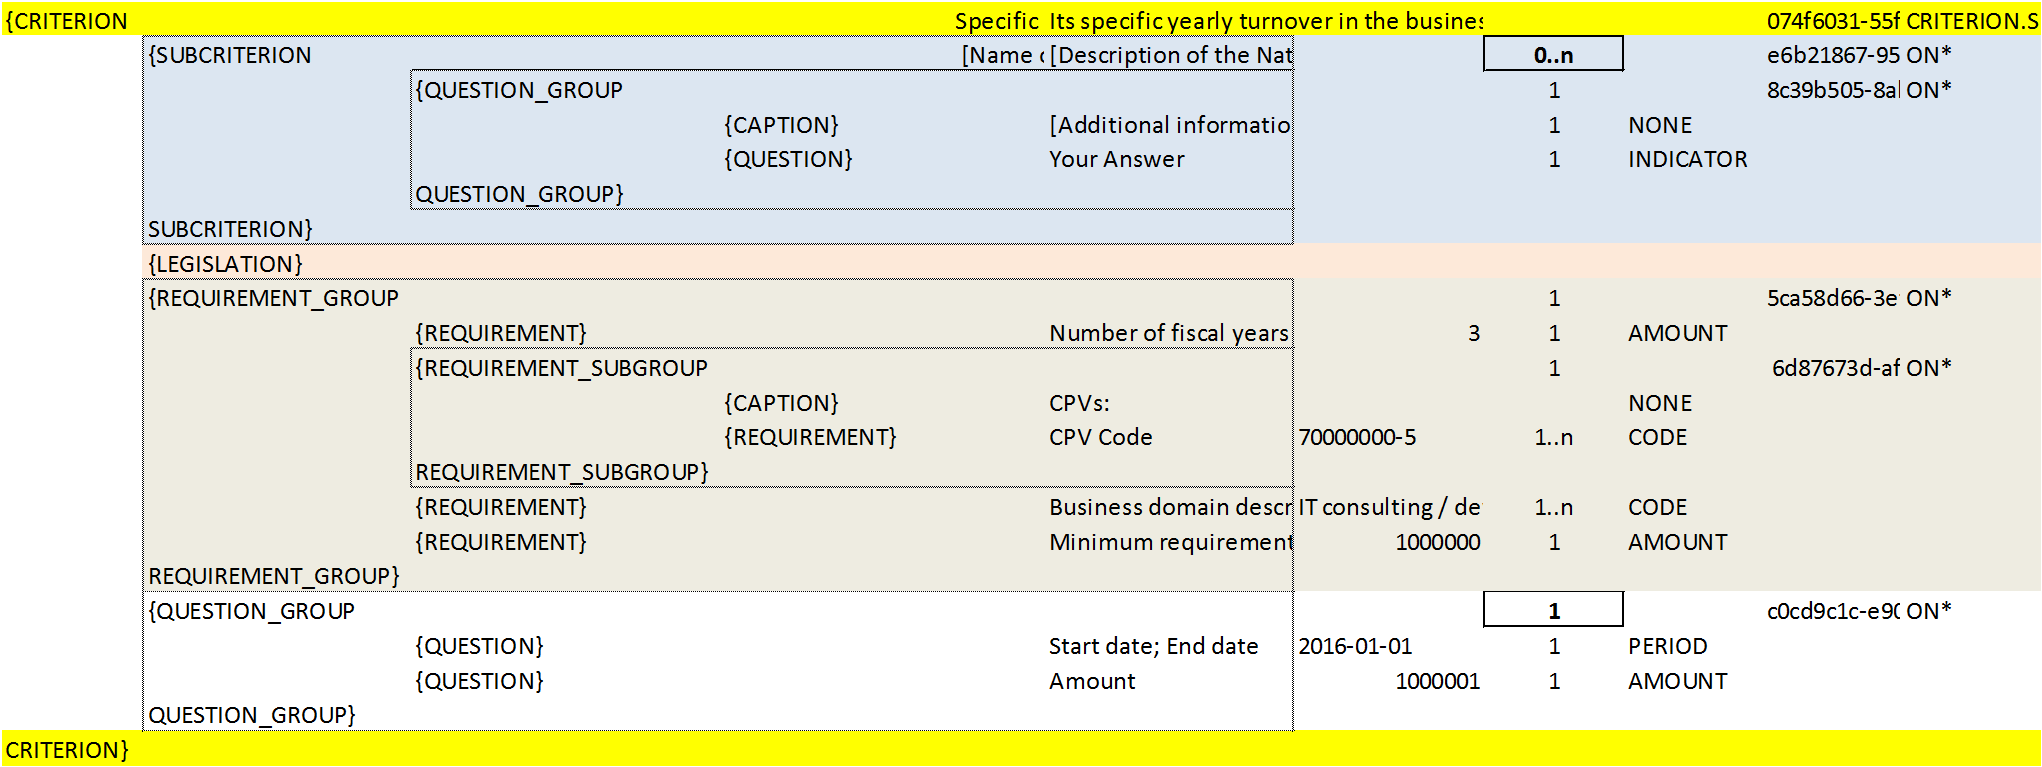 {CRITERION Specific Its specific yearly turnover in the busines 074f6031-55f CRITERION.S
{SUBCRITERION [Name [Description of the Nat 0..n e6b21867-95 ON*
{QUESTION_GROUP 1 8c39b505-8a ON*
{CAPTION} [Additional informatio 1 NONE
{QUESTION} Your Answer 1 INDICATOR
QUESTION_GROUP}
SUBCRITERION}
{LEGISLATION}
{REQUIREMENT_GROUP 1 5ca58d66-3e ON*
{REQUIREMENT} Number of fiscal years 3 1 AMOUNT
{REQUIREMENT_SUBGROUP 1 6d87673d-af ON*
{CAPTION} CPVs: NONE
{REQUIREMENT} CPV Code 70000000-5 1..n CODE
REQUIREMENT_SUBGROUP}
{REQUIREMENT} Business domain descr IT consulting / de 1..n CODE
{REQUIREMENT} Minimum requirement 1000000 1 AMOUNT
REQUIREMENT_GROUP}
{QUESTION_GROUP 1 c0cd9c1c-e90 ON*
{QUESTION} Start date; End date 2016-01-01 1 PERIOD
{QUESTION} Amount 1000001 1 AMOUNT
QUESTION_GROUP}
CRITERION}